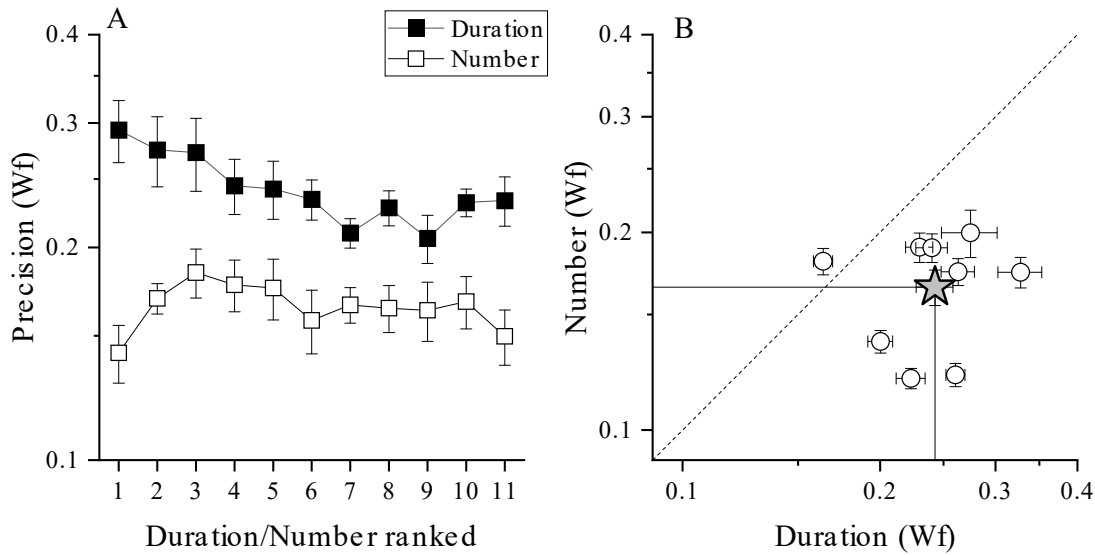 A
B
Duration
Number
0.4
0.3
0.2
0.1
Precision (Wf)
1 2 3 4 5 6 7 8 9 10 11
Duration/Number ranked
0.4
0.3
0.2
0.1
Number (Wf)
0.1 0.2 0.3 0.4
Duration (Wf)